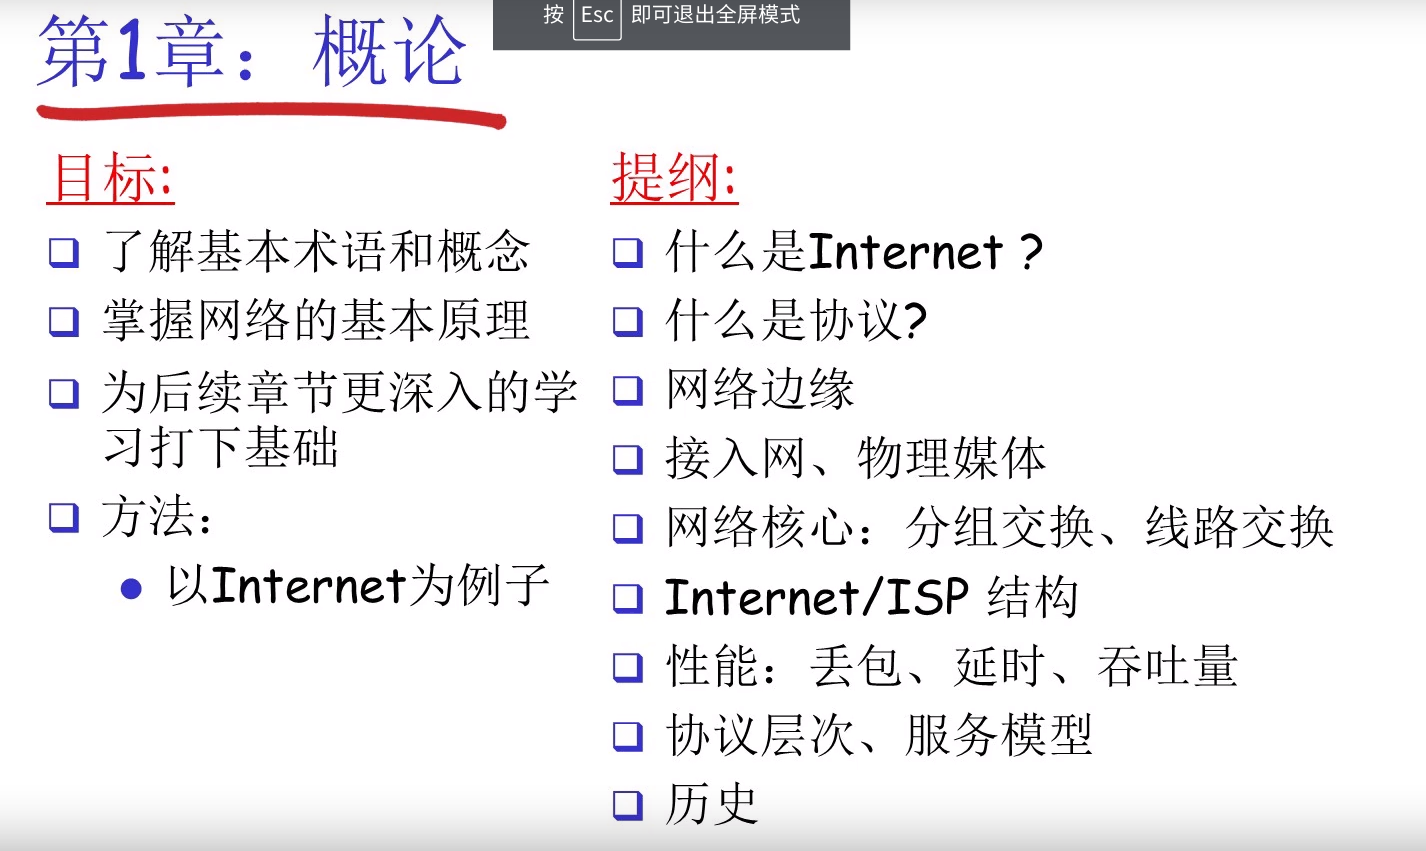 按 Esc 即可退出全屏模式
第1章：概论
目标:
了解基本术语和概念
掌握网络的基本原理
为后续章节更深入的学
习打下基础
方法：
以Internet为例子
提纲:
什么是Internet？
什么是协议?
网络边缘
接入网、物理媒体
网络核心：分组交换、线路交换
Internet/ISP 结构
性能：丢包、延时、吞吐量
协议层次、服务模型
历史